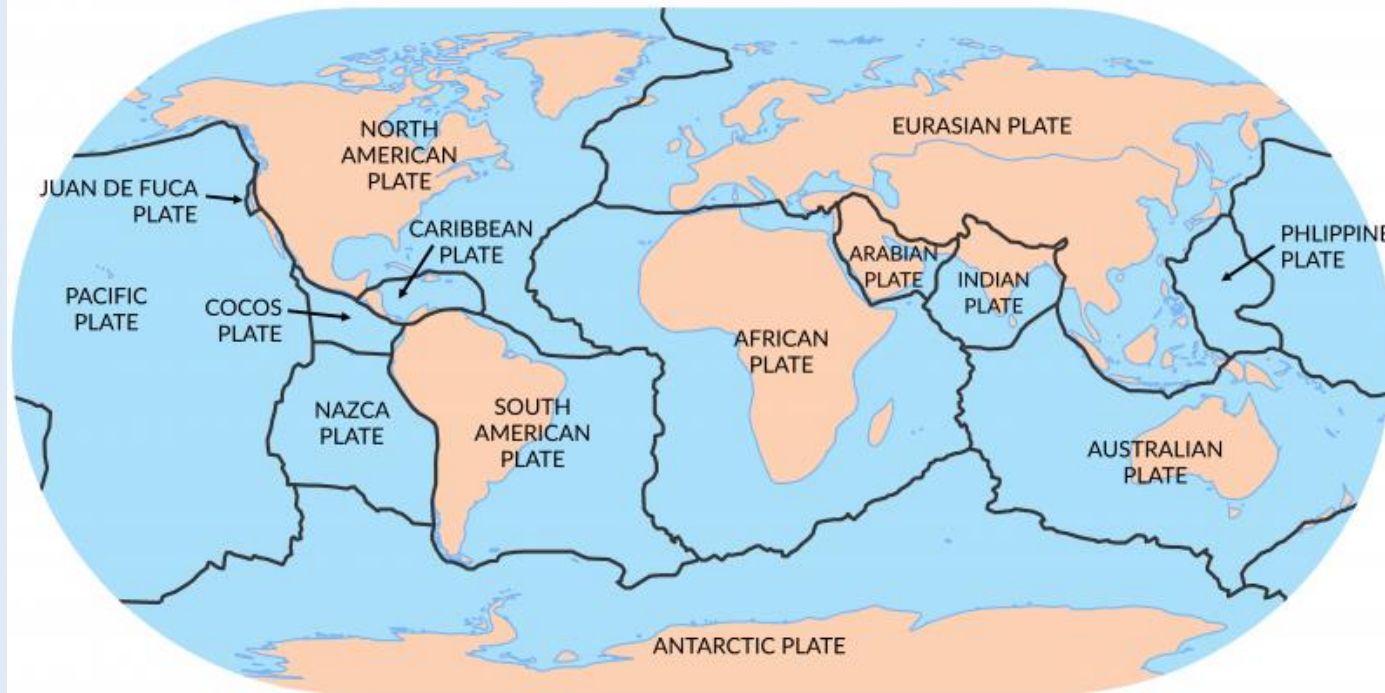 NORTH
AMERICAN
PLATE
EURASIAN PLATE
JUAN DE FUCA
PLATE
CARIBBEAN
PLATE
PHLIPPINE
PLATE
ARABIAN
PLATE
INDIAN
PLATE
PACIFIC
PLATE
COCOS
PLATE
AFRICAN
PLATE
NAZCA
PLATE
SOUTH
AMERICAN
PLATE
AUSTRALIAN
PLATE
ANTARCTIC PLATE